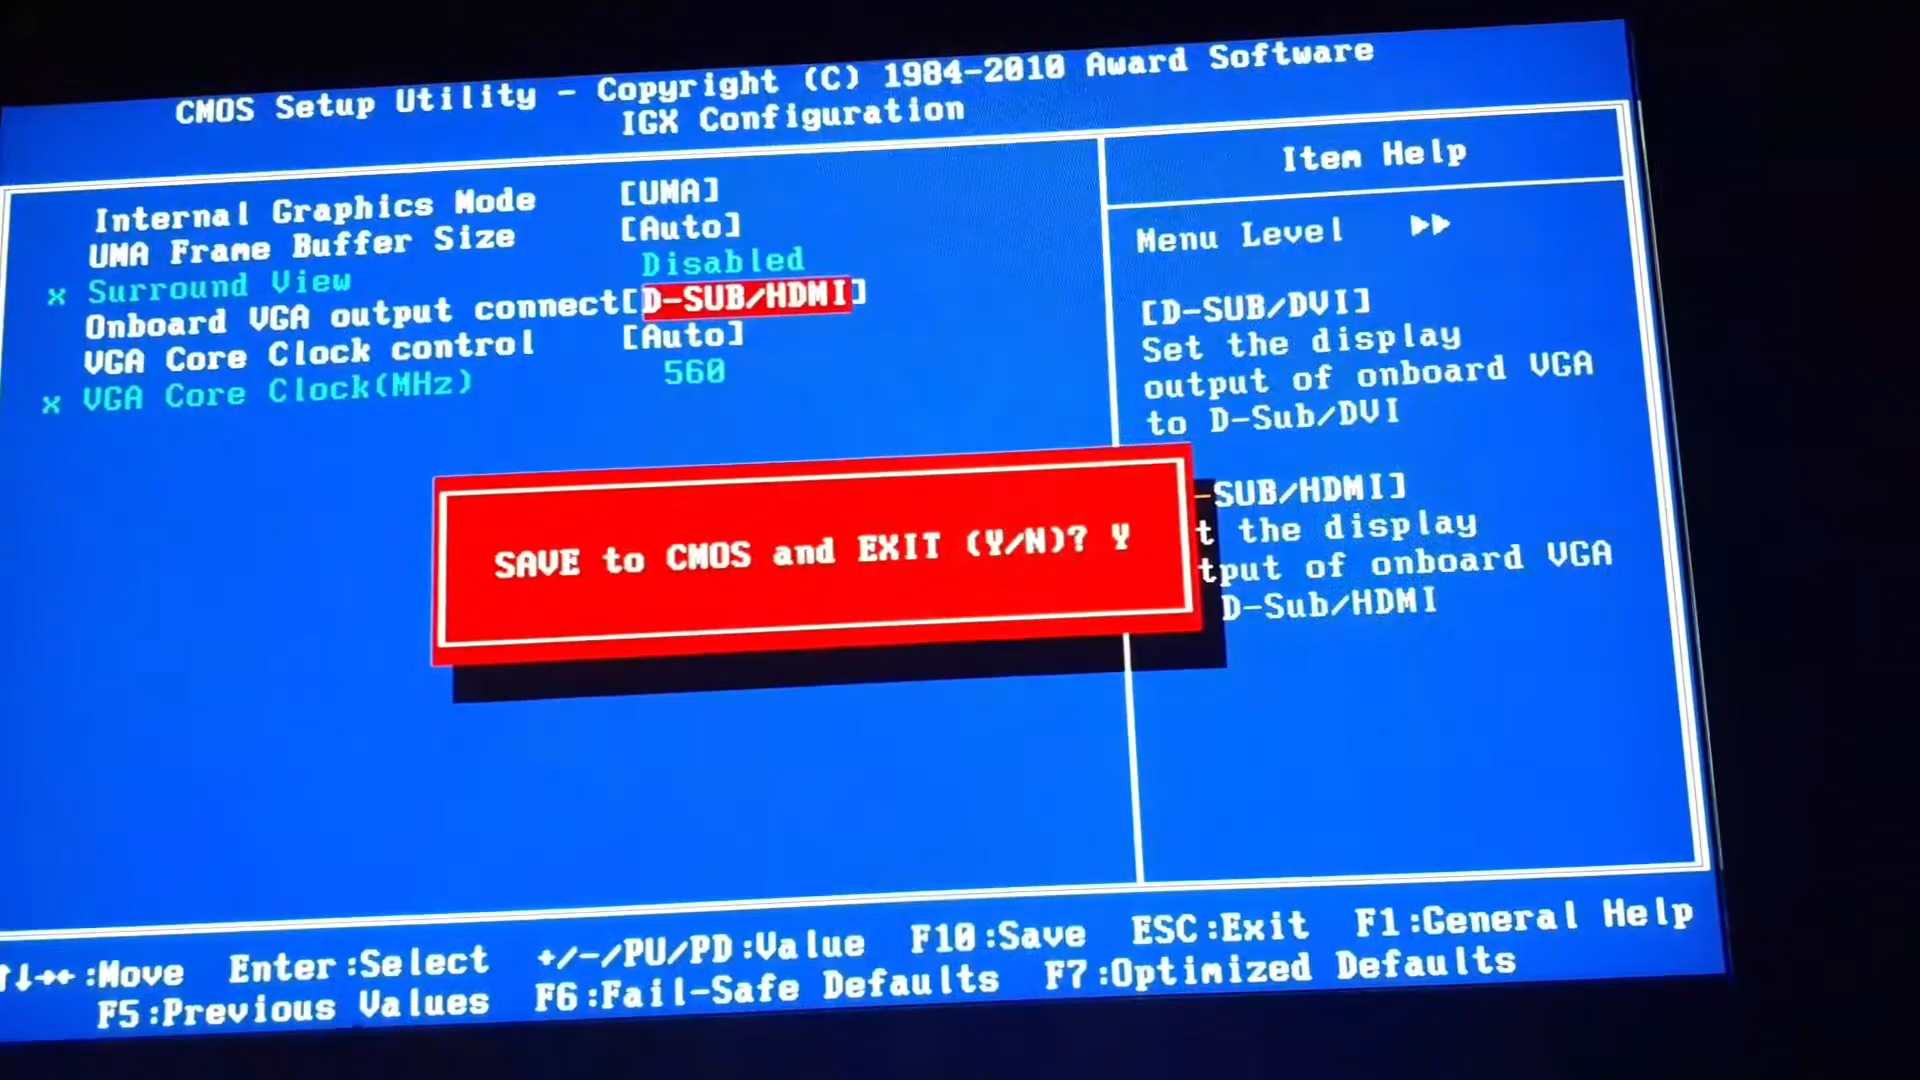 CMOS Setup Utility - Copyright (C) 1984-2010 Award Software
IGX Configuration
Internal Graphics Mode [UMA]
UMA Frame Buffer Size [Auto]
x Surround View Disabled
Onboard VGA output connect[D-SUB/HDMI]
VGA Core Clock control [Auto]
x VGA Core Clock(MHz) 560
Item Help
Menu Level ▶▶
[D-SUB/DVI]
Set the display
output of onboard VGA
to D-Sub/DVI
-SUB/HDMI]
t the display
tput of onboard VGA
D-Sub/HDMI
SAVE to CMOS and EXIT (Y/N)? Y
↑↓→←:Move Enter:Select +/-/PU/PD:Value F10:Save ESC:Exit F1:General Help
F5:Previous Values F6:Fail-Safe Defaults F7:Optimized Defaults